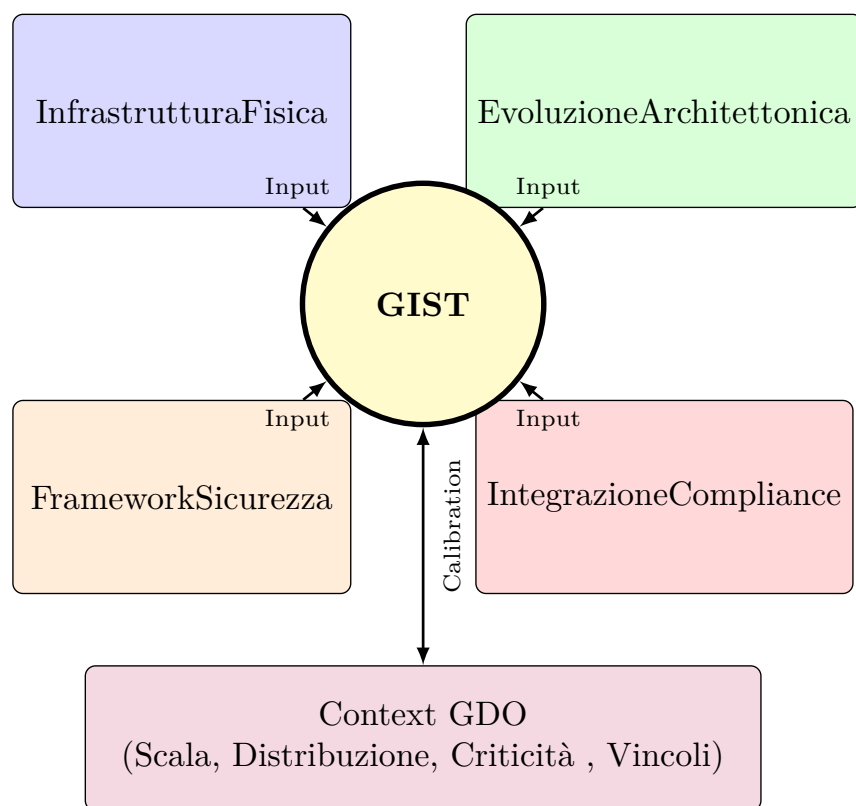 InfrastrutturaFisica
EvoluzioneArchitettonica
Input
Input
GIST
Input
Input
FrameworkSicurezza
IntegrazioneCompliance
Calibration
Context GDO
(Scala, Distribuzione, Criticità , Vincoli)